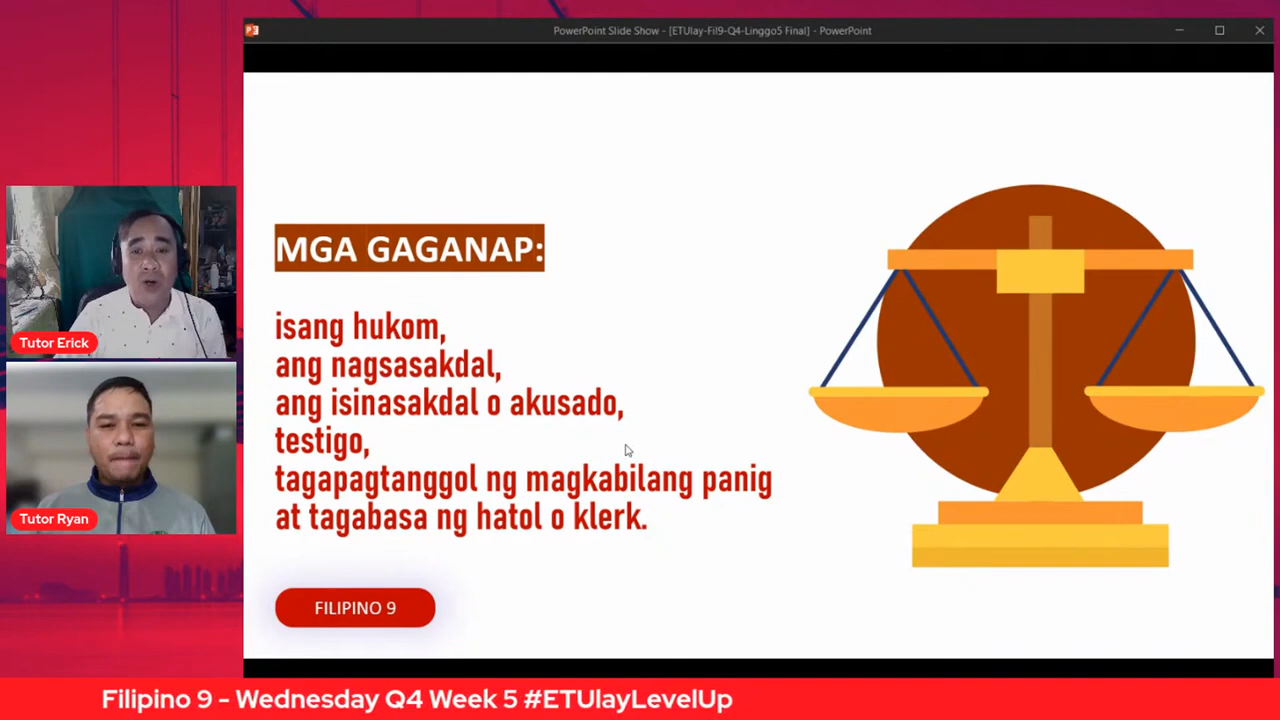 PowerPoint Slide Show - [ETUlay-Fil9-Q4-Linggo5 Final] - PowerPoint
MGA GAGANAP:
isang hukom,
ang nagsasakdal,
ang isinasakdal o akusado,
testigo,
tagapagtanggol ng magkabilang panig
at tagabasa ng hatol o klerk.
FILIPINO 9
Tutor Erick
Tutor Ryan
Filipino 9 - Wednesday Q4 Week 5 #ETUlayLevelUp